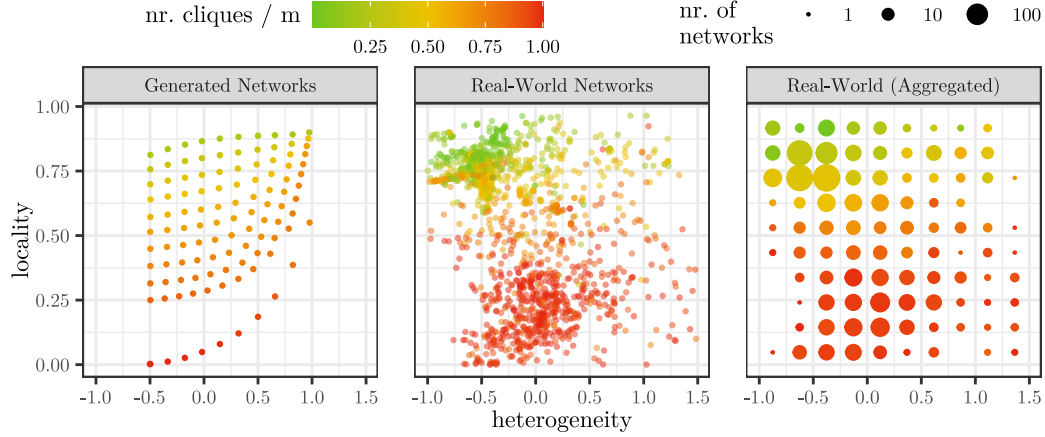 nr. cliques / m
0.25 0.50 0.75 1.00
nr. of
networks
1 10 100
Generated Networks
Real-World Networks
Real-World (Aggregated)
locality
1.00
0.75
0.50
0.25
0.00
-1.0 -0.5 0.0 0.5 1.0 1.5
-1.0 -0.5 0.0 0.5 1.0 1.5
-1.0 -0.5 0.0 0.5 1.0 1.5
heterogeneity